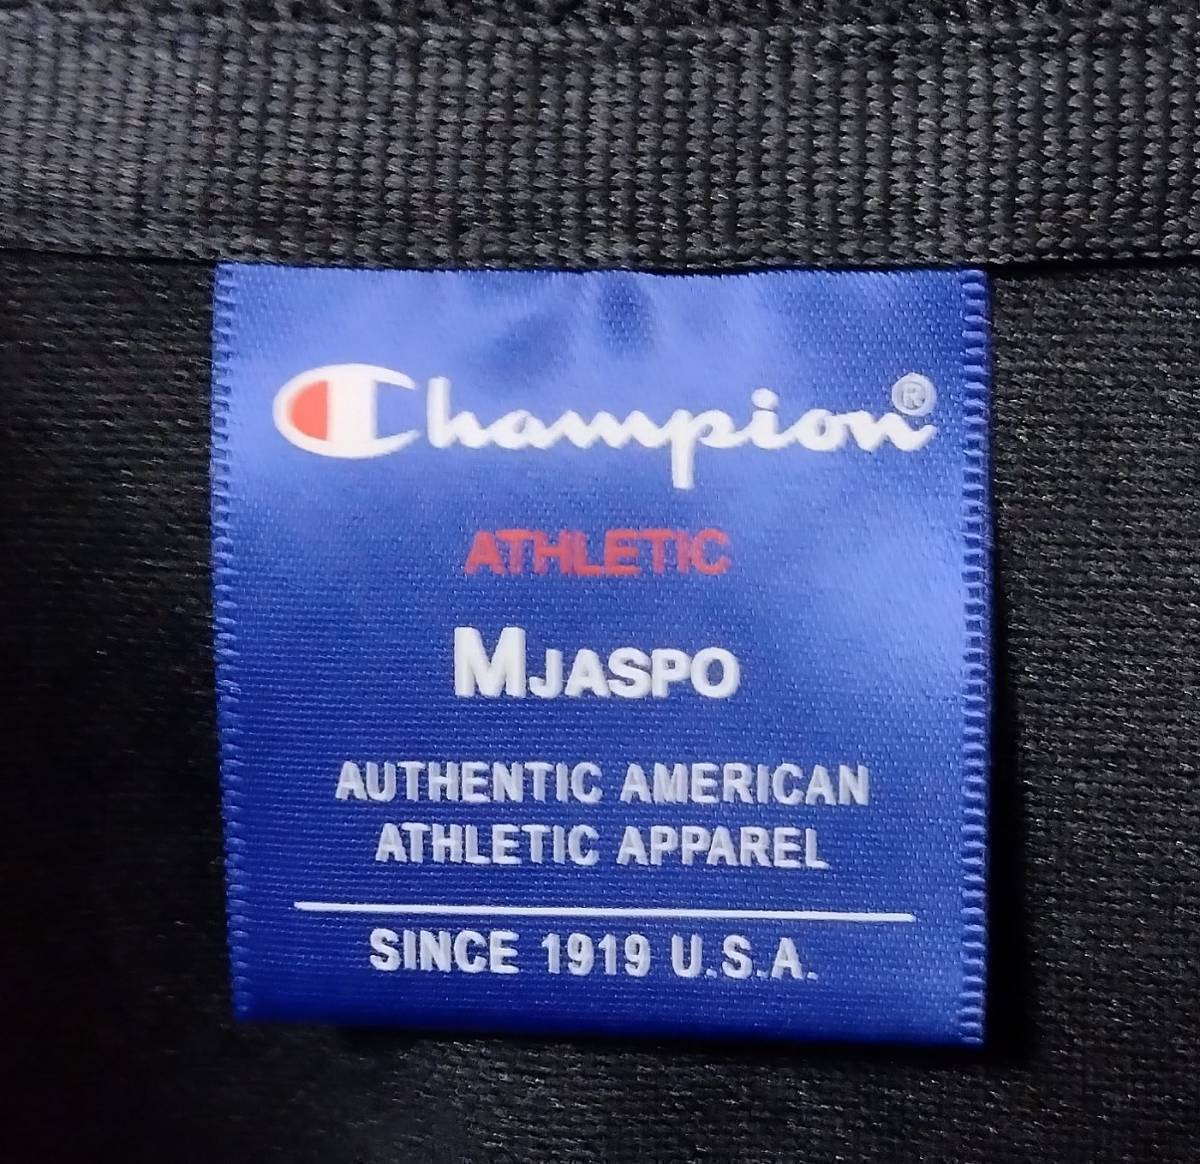 Champion®
ATHLETIC
MJASPO
AUTHENTIC AMERICAN
ATHLETIC APPAREL
SINCE 1919 U.S.A.